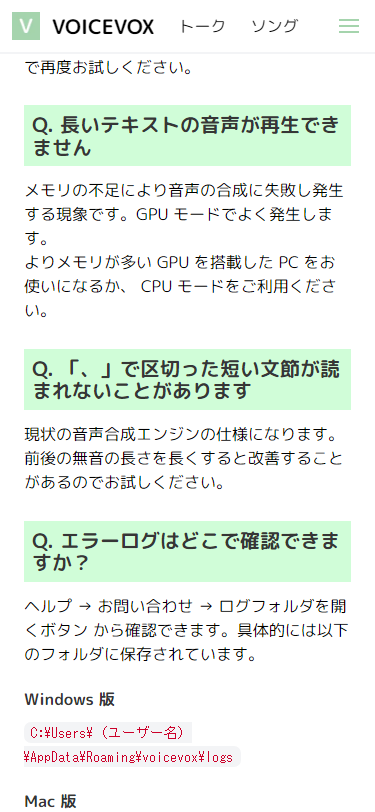 V VOICEVOX トーク ソング
で再度お試しください。
Q. 長いテキストの音声が再生でき
ません
メモリの不足により音声の合成に失敗し発生
する現象です。GPU モードでよく発生しま
す。
よりメモリが多い GPU を搭載した PC をお
使いになるか、 CPU モードをご利用くださ
い。
Q. 「、」で区切った短い文節が読
まれないことがあります
現状の音声合成エンジンの仕様になります。
前後の無音の長さを長くすると改善すること
があるのでお試しください。
Q. エラーログはどこで確認できま
すか？
ヘルプ → お問い合わせ → ログフォルダを開
くボタン から確認できます。具体的には以下
のフォルダに保存されています。
Windows 版
C:¥Users¥（ユーザー名）
¥AppData¥Roaming¥voicevox¥logs
Mac 版